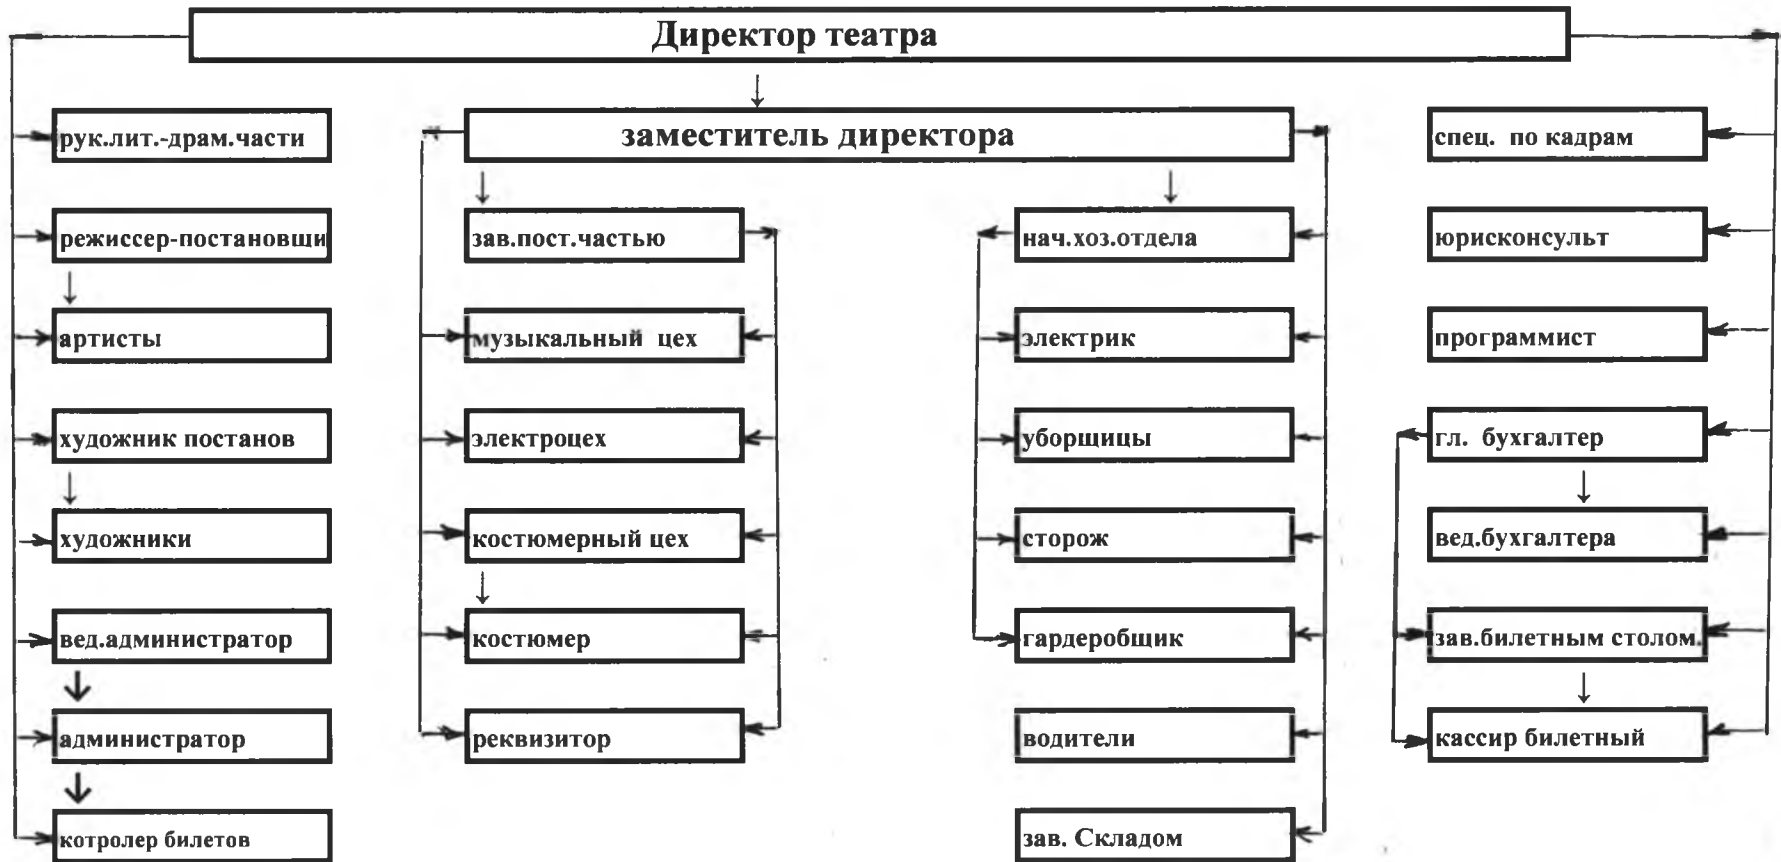 Директор театра
заместитель директора
рук.лит.-драм.части
режиссер-постановщи
артисты
художник постанов
художники
вед.администратор
администратор
котролер билетов
зав.пост.частью
музыкальный цех
электроцех
костюмерный цех
костюмер
реквизитор
нач.хоз.отдела
электрик
уборщицы
сторож
гардеробщик
водители
зав. Складом
спец. по кадрам
юрисконсульт
программист
гл. бухгалтер
вед.бухгалтера
зав.билетным столом.
кассир билетный